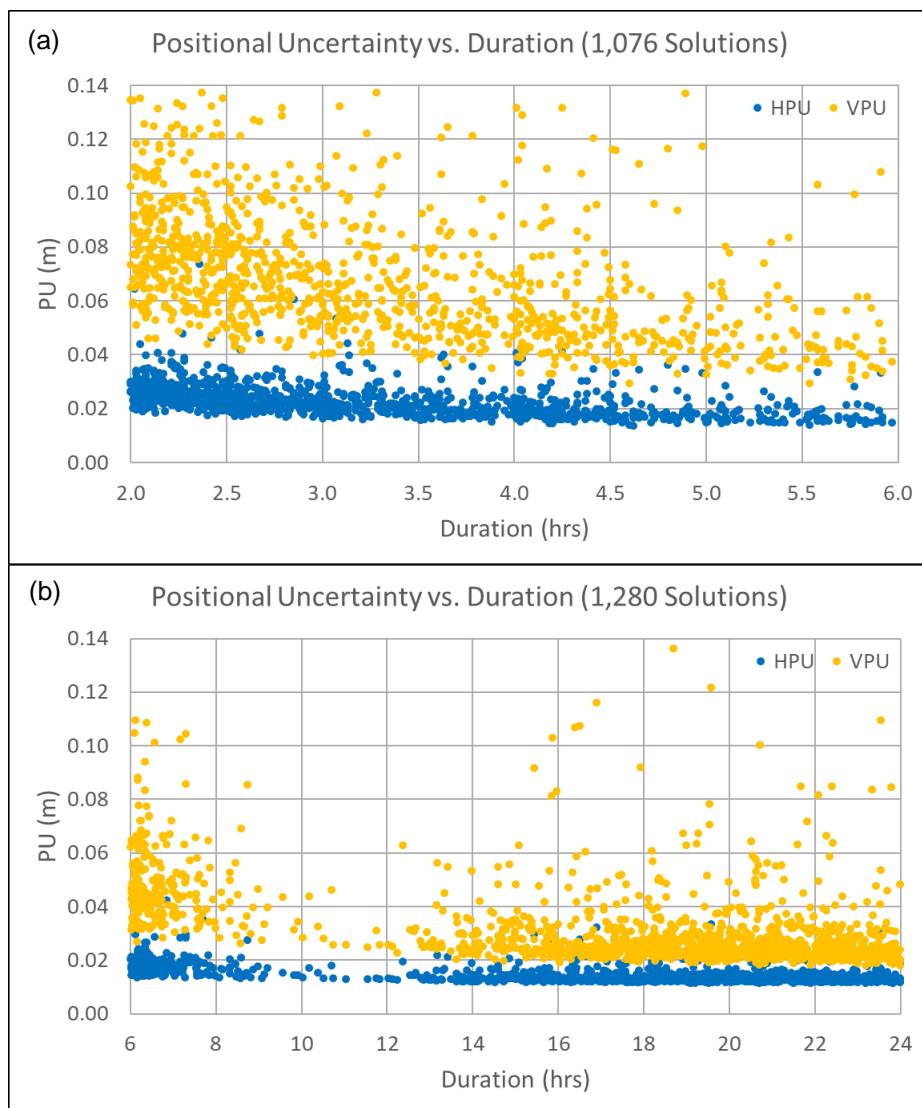 (a)
Positional Uncertainty vs. Duration (1,076 Solutions)
HPU VPU
0.14
0.12
0.10
0.08
0.06
0.04
0.02
0.00
PU (m)
2.0 2.5 3.0 3.5 4.0 4.5 5.0 5.5 6.0
Duration (hrs)
(b)
Positional Uncertainty vs. Duration (1,280 Solutions)
HPU VPU
0.14
0.12
0.10
0.08
0.06
0.04
0.02
0.00
PU (m)
6 8 10 12 14 16 18 20 22 24
Duration (hrs)